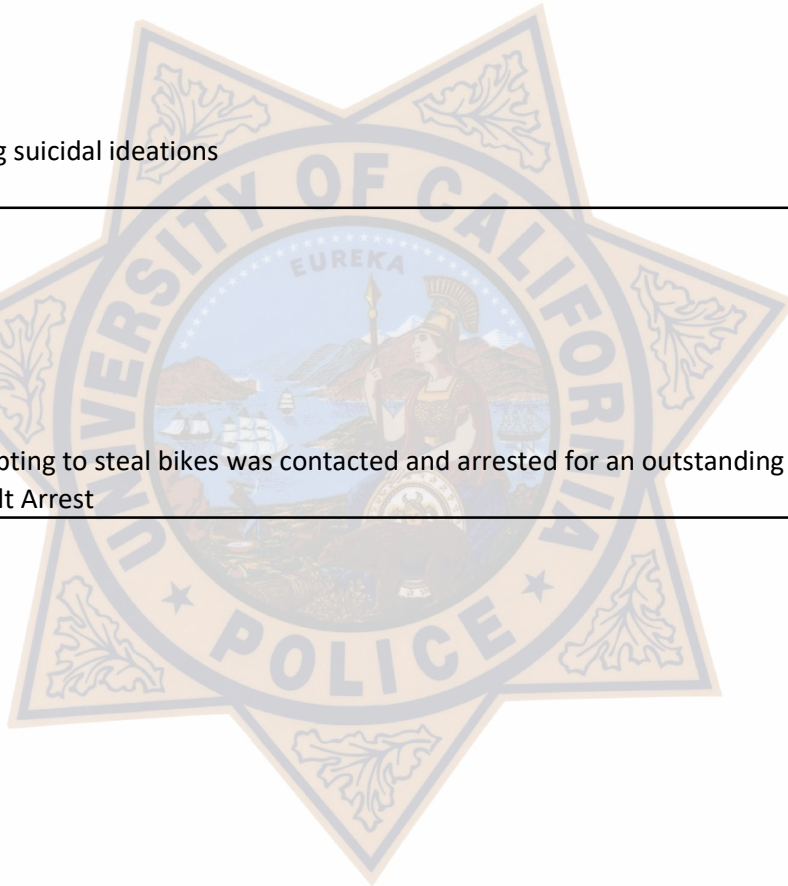 g suicidal ideations
UNIVERSITY OF CALIFORNIA
EUREKA
pting to steal bikes was contacted and arrested for an outstanding
lt Arrest
POLICE